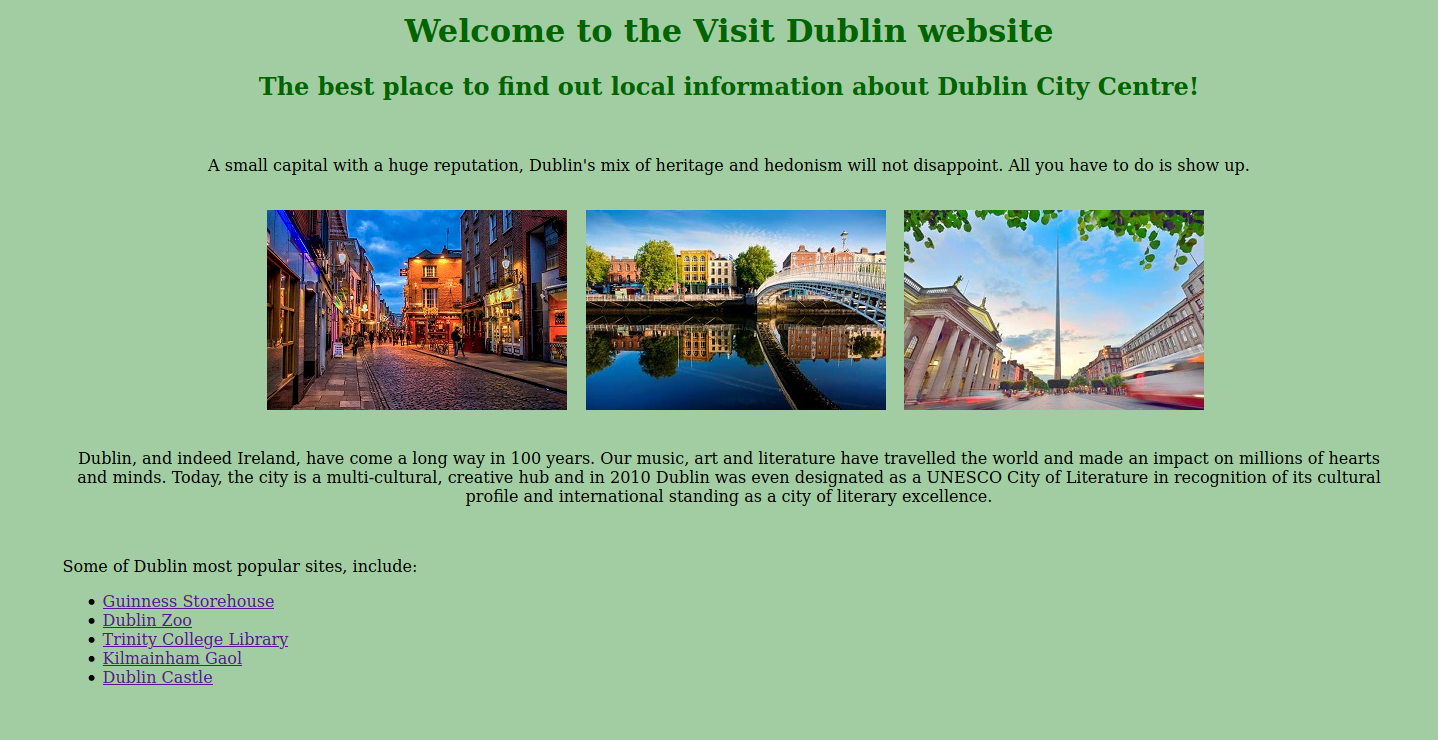 Welcome to the Visit Dublin website
The best place to find out local information about Dublin City Centre!
A small capital with a huge reputation, Dublin's mix of heritage and hedonism will not disappoint. All you have to do is show up.
Dublin, and indeed Ireland, have come a long way in 100 years. Our music, art and literature have travelled the world and made an impact on millions of hearts
and minds. Today, the city is a multi-cultural, creative hub and in 2010 Dublin was even designated as a UNESCO City of Literature in recognition of its cultural
profile and international standing as a city of literary excellence.
Some of Dublin most popular sites, include:
Guinness Storehouse
Dublin Zoo
Trinity College Library
Kilmainham Gaol
Dublin Castle